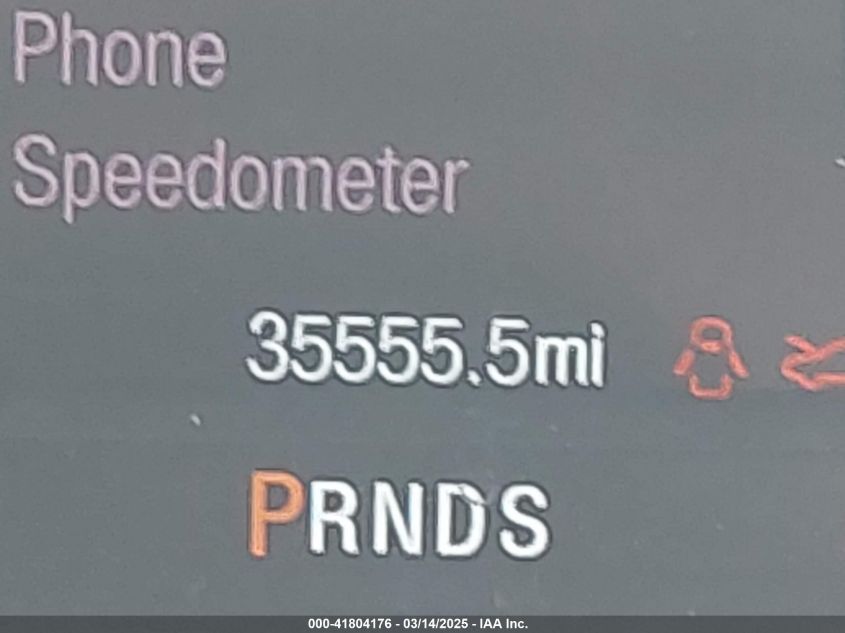 Phone
Speedometer
35555.5mi
PRNDS
000-41804176 - 03/14/2025 - IAA Inc.